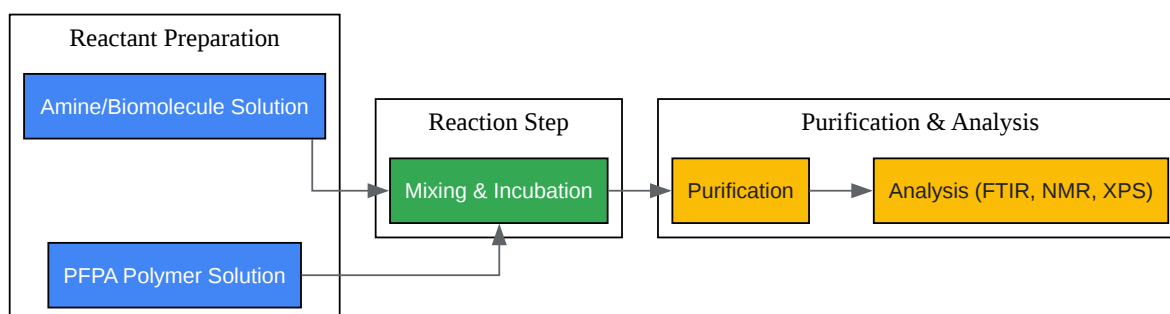 Reactant Preparation
Amine/Biomolecule Solution
PFPA Polymer Solution
Reaction Step
Mixing & Incubation
Purification & Analysis
Purification
Analysis (FTIR, NMR, XPS)